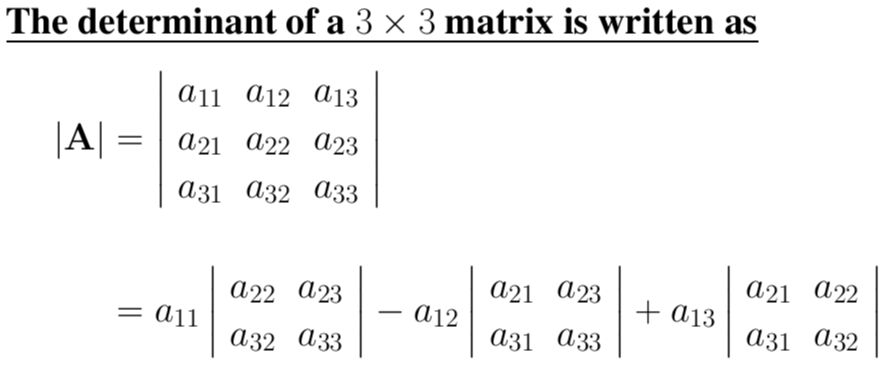 The determinant of a 3 × 3 matrix is written as
|A| = | a11 a12 a13 |
| a21 a22 a23 |
| a31 a32 a33 |
= a11 | a22 a23 | − a12 | a21 a23 | + a13 | a21 a22 |
| a32 a33 | | a31 a33 | | a31 a32 |